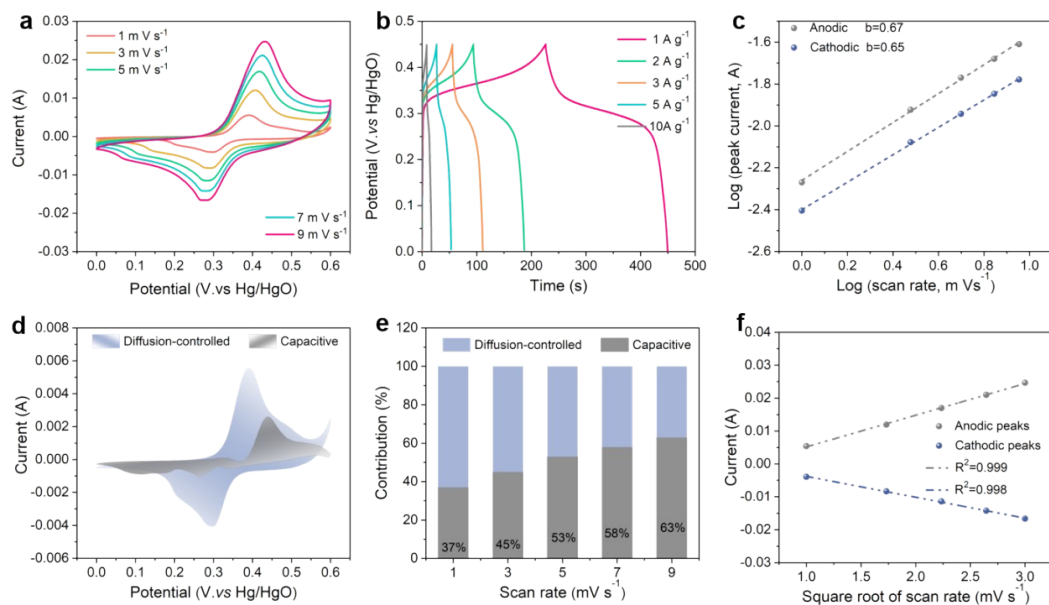 a
0.03
0.02
0.01
0.00
-0.01
-0.02
-0.03
Current (A)
1 mV s⁻¹
3 mV s⁻¹
5 mV s⁻¹
7 mV s⁻¹
9 mV s⁻¹
0.0 0.1 0.2 0.3 0.4 0.5 0.6
Potential (V.vs Hg/HgO)
b
0.5
0.4
0.3
0.2
0.1
0.0
Potential (V.vs Hg/HgO)
1 A g⁻¹
2 A g⁻¹
3 A g⁻¹
5 A g⁻¹
10A g⁻¹
0 100 200 300 400 500
Time (s)
c
-1.6
-1.8
-2.0
-2.2
-2.4
-2.6
Log (peak current, A)
Anodic b=0.67
Cathodic b=0.65
0.0 0.2 0.4 0.6 0.8 1.0
Log (scan rate, m Vs⁻¹)
d
0.008
0.006
0.004
0.002
0.000
-0.002
-0.004
-0.006
Current (A)
Diffusion-controlled Capacitive
0.0 0.1 0.2 0.3 0.4 0.5 0.6
Potential (V.vs Hg/HgO)
e
120
100
80
60
40
20
0
Contribution (%)
Diffusion-controlled Capacitive
37% 45% 53% 58% 63%
1 3 5 7 9
Scan rate (mV s⁻¹)
f
0.04
0.03
0.02
0.01
0.00
-0.01
-0.02
-0.03
Current (A)
Anodic peaks
Cathodic peaks
R²=0.999
R²=0.998
1.0 1.5 2.0 2.5 3.0
Square root of scan rate (mV s⁻¹)